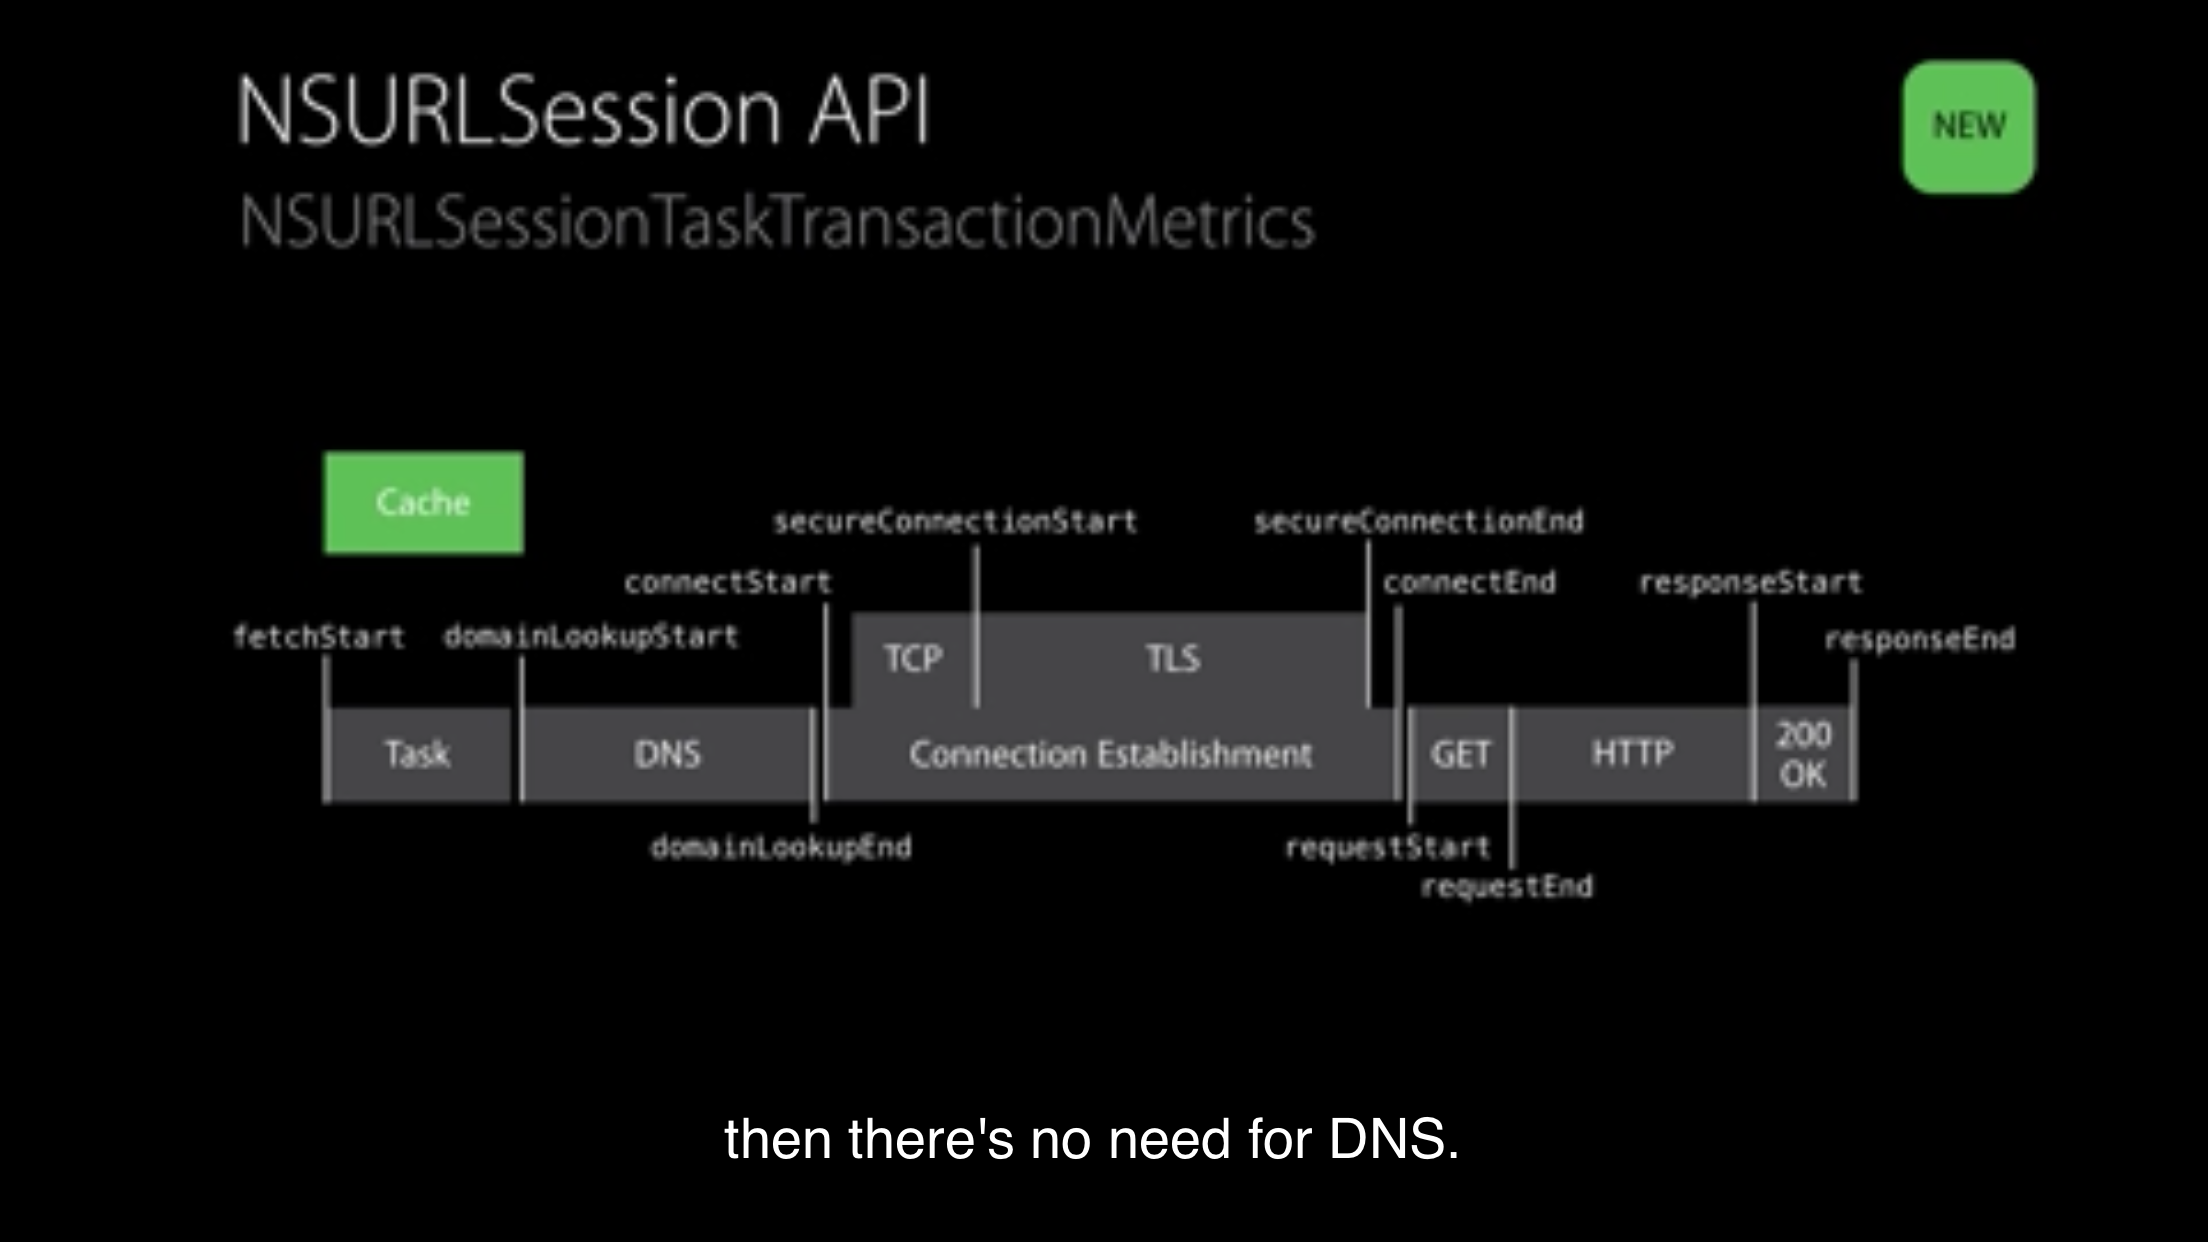 NSURLSession API
NEW
NSURLSessionTaskTransactionMetrics
Cache
secureConnectionStart
secureConnectionEnd
connectStart
connectEnd
responseStart
fetchStart
domainLookupStart
responseEnd
TCP
TLS
Task
DNS
Connection Establishment
GET
HTTP
200
OK
domainLookupEnd
requestStart
requestEnd
then there's no need for DNS.